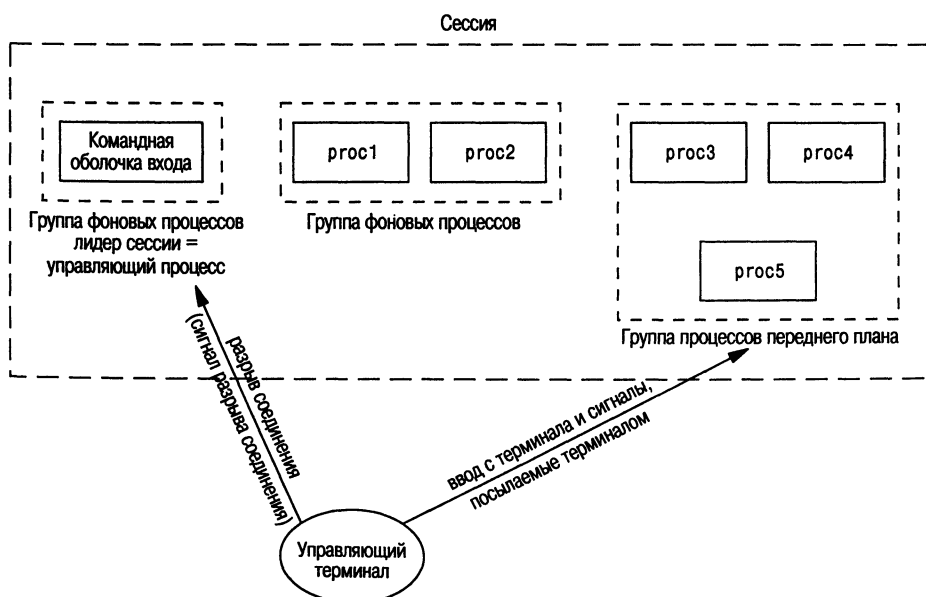 Сессия
Командная
оболочка входа
Группа фоновых процессов
лидер сессии =
управляющий процесс
proc1
proc2
Группа фоновых процессов
proc3
proc4
proc5
Группа процессов переднего плана
разрыв соединения
(сигнал разрыва соединения)
ввод с терминала и сигналы,
посылаемые терминалом
Управляющий
терминал